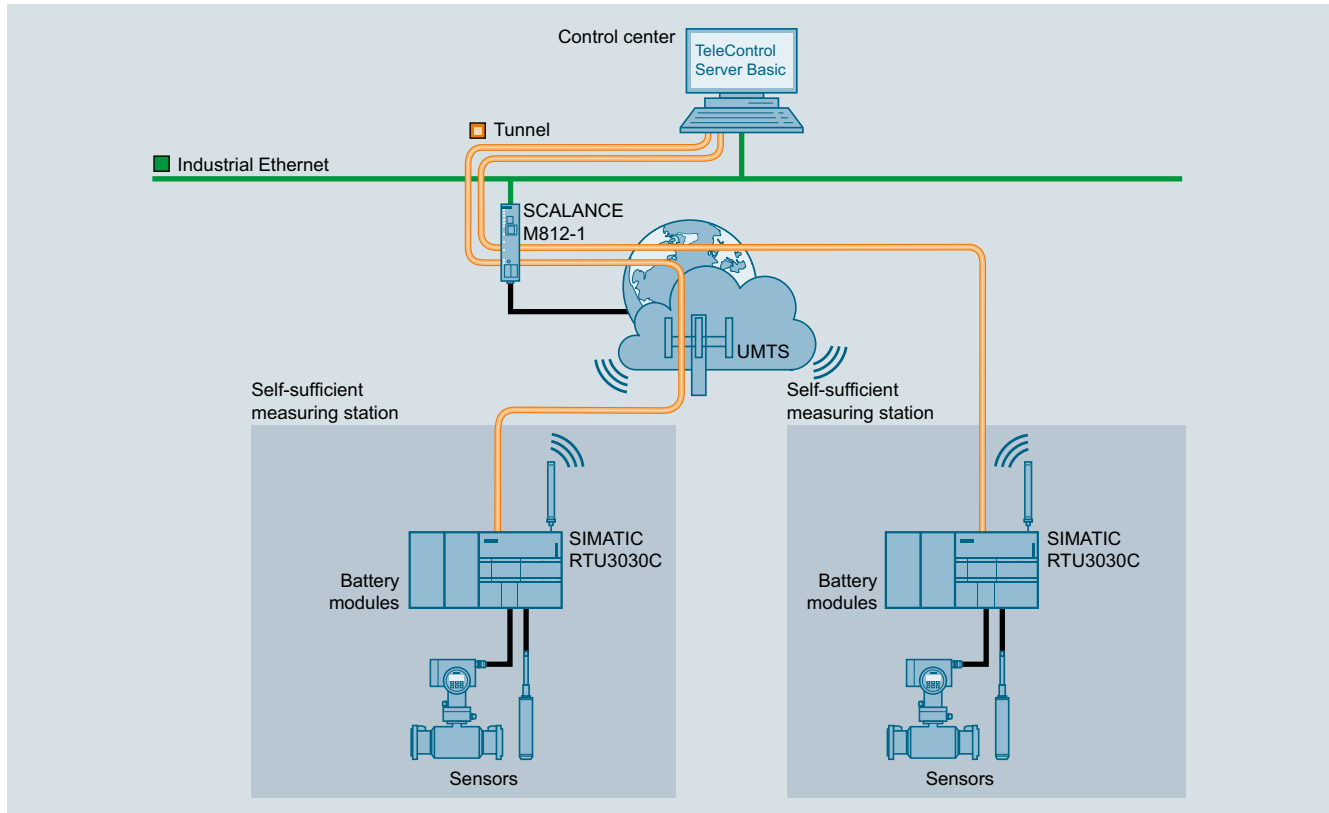 Control center
TeleControl
Server Basic
Tunnel
Industrial Ethernet
SCALANCE
M812-1
UMTS
Self-sufficient
measuring station
Self-sufficient
measuring station
SIMATIC
RTU3030C
Battery
modules
Sensors
SIMATIC
RTU3030C
Battery
modules
Sensors